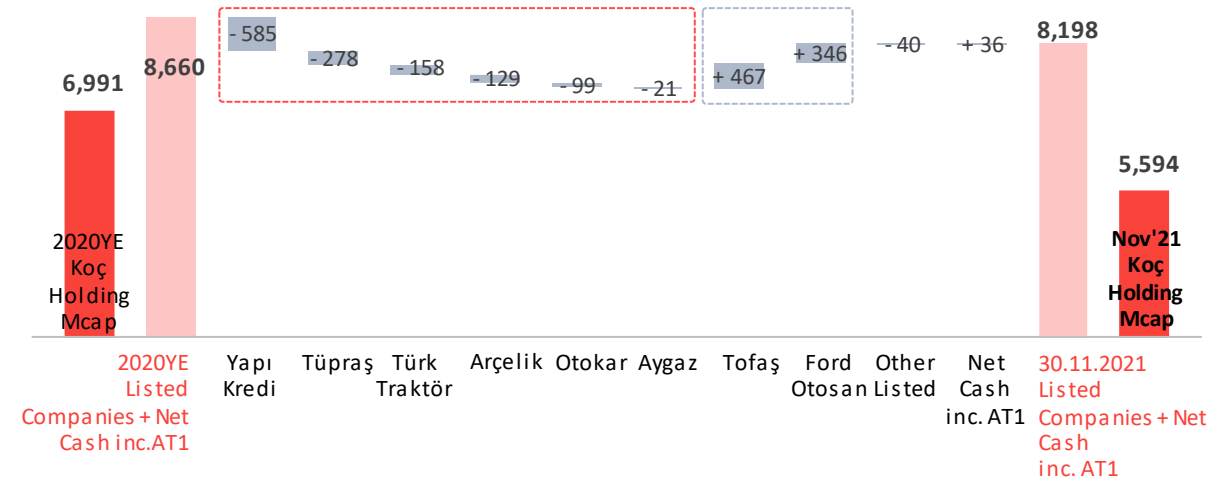 6,991
8,660
- 585
- 278
- 158
- 129
- 99
- 21
+ 467
+ 346
- 40
+ 36
8,198
5,594
2020YE
Koç
Holding
Mcap
Nov'21
Koç
Holding
Mcap
2020YE
Listed
Companies + Net
Cash inc.AT1
Yapı
Kredi
Tüpraş
Türk
Traktör
Arçelik
Otokar
Aygaz
Tofaş
Ford
Otosan
Other
Listed
Net
Cash
inc. AT1
30.11.2021
Listed
Companies + Net
Cash
inc. AT1